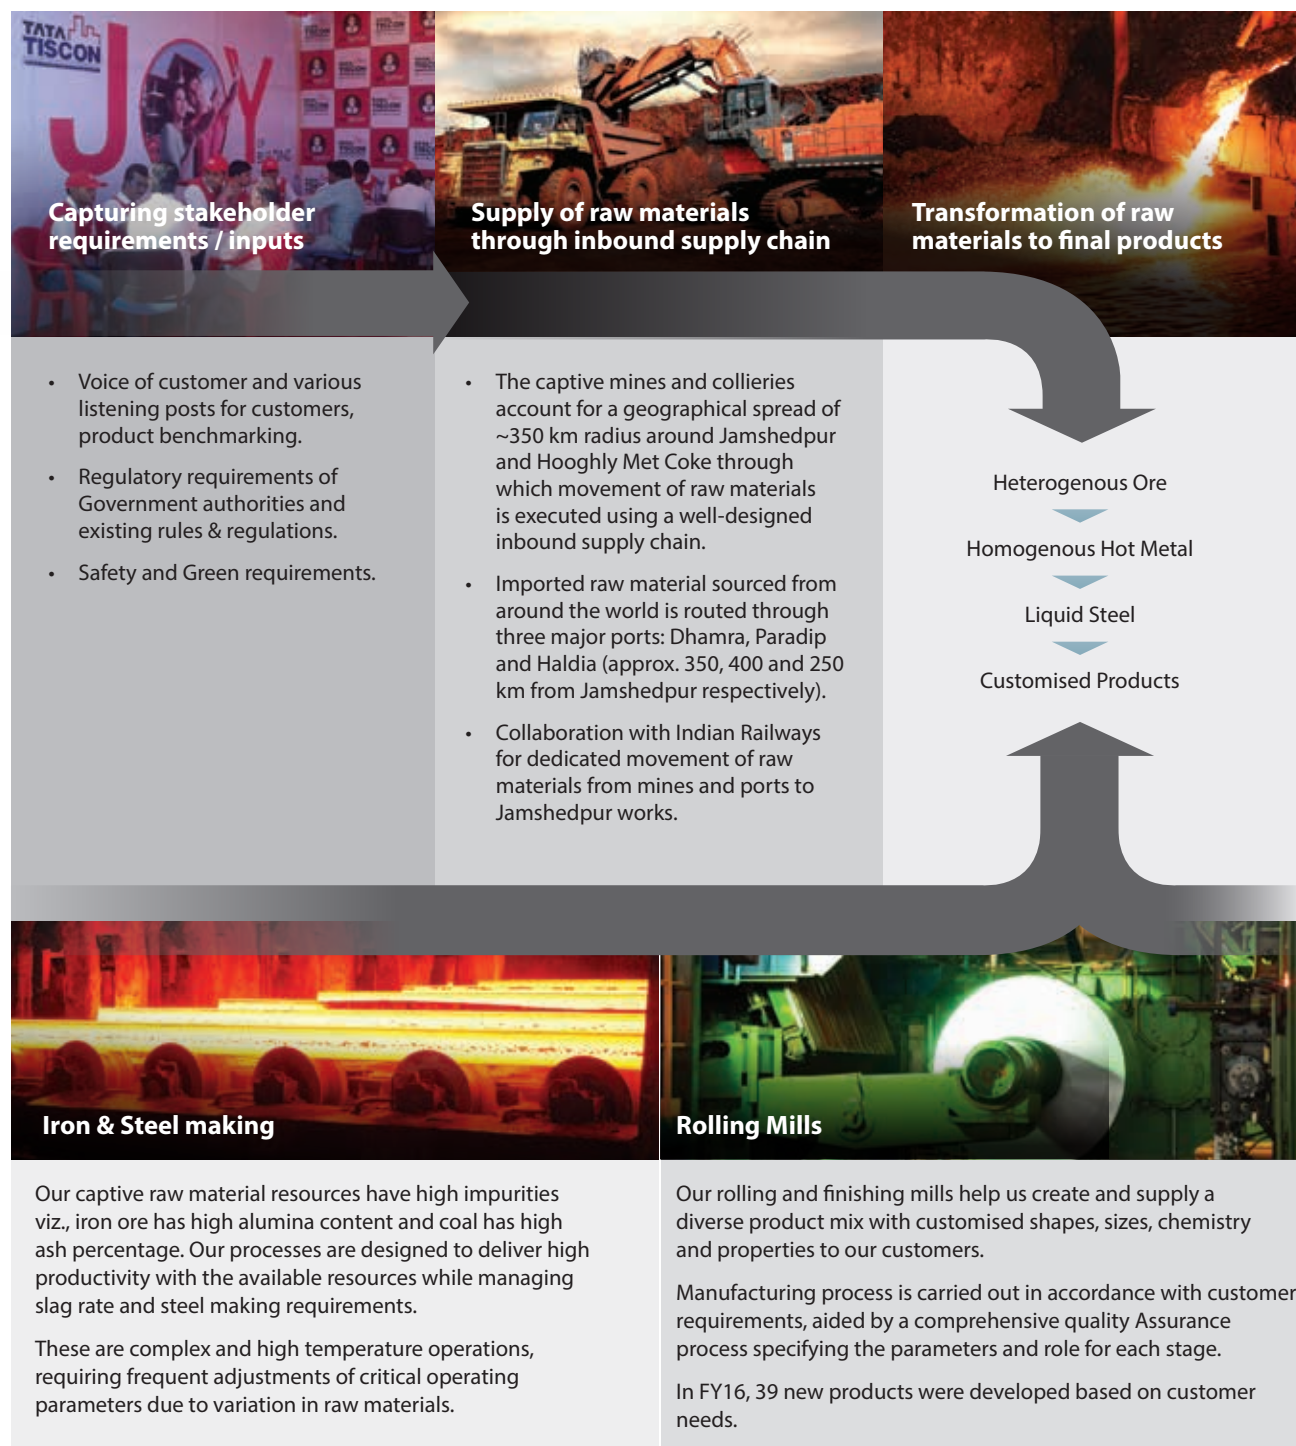 TATA
TISCON
JOY
Capturing stakeholder
requirements / inputs
Supply of raw materials
through inbound supply chain
Transformation of raw
materials to final products
• Voice of customer and various
listening posts for customers,
product benchmarking.
• Regulatory requirements of
Government authorities and
existing rules & regulations.
• Safety and Green requirements.
• The captive mines and collieries
account for a geographical spread of
~350 km radius around Jamshedpur
and Hooghly Met Coke through
which movement of raw materials
is executed using a well-designed
inbound supply chain.
• Imported raw material sourced from
around the world is routed through
three major ports: Dhamra, Paradip
and Haldia (approx. 350, 400 and 250
km from Jamshedpur respectively).
• Collaboration with Indian Railways
for dedicated movement of raw
materials from mines and ports to
Jamshedpur works.
Heterogenous Ore
Homogenous Hot Metal
Liquid Steel
Customised Products
Iron & Steel making
Our captive raw material resources have high impurities
viz., iron ore has high alumina content and coal has high
ash percentage. Our processes are designed to deliver high
productivity with the available resources while managing
slag rate and steel making requirements.
These are complex and high temperature operations,
requiring frequent adjustments of critical operating
parameters due to variation in raw materials.
Rolling Mills
Our rolling and finishing mills help us create and supply a
diverse product mix with customised shapes, sizes, chemistry
and properties to our customers.
Manufacturing process is carried out in accordance with customer
requirements, aided by a comprehensive quality Assurance
process specifying the parameters and role for each stage.
In FY16, 39 new products were developed based on customer
needs.